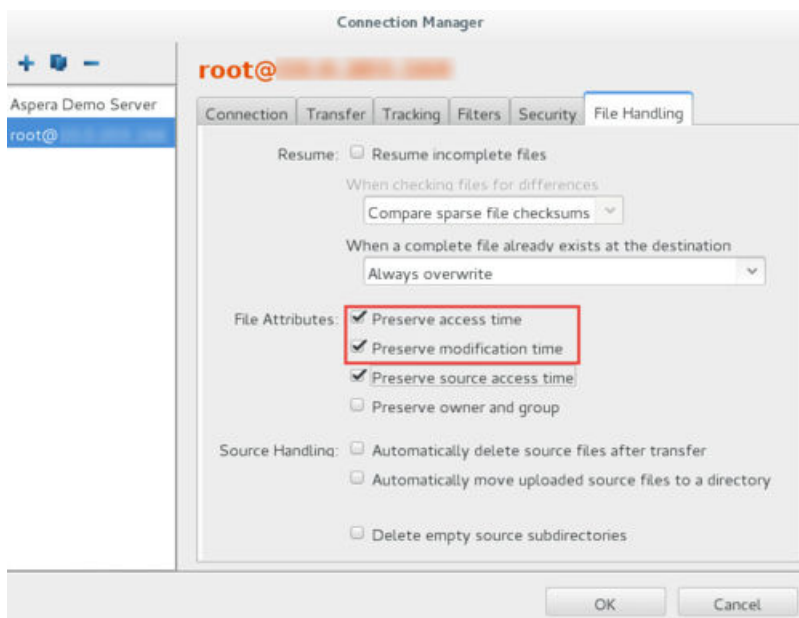 Connection Manager
Aspera Demo Server
root@
root@
Connection Transfer Tracking Filters Security File Handling
Resume: Resume incomplete files
When checking files for differences
Compare sparse file checksums
When a complete file already exists at the destination
Always overwrite
File Attributes: Preserve access time
Preserve modification time
Preserve source access time
Preserve owner and group
Source Handling: Automatically delete source files after transfer
Automatically move uploaded source files to a directory
Delete empty source subdirectories
OK Cancel